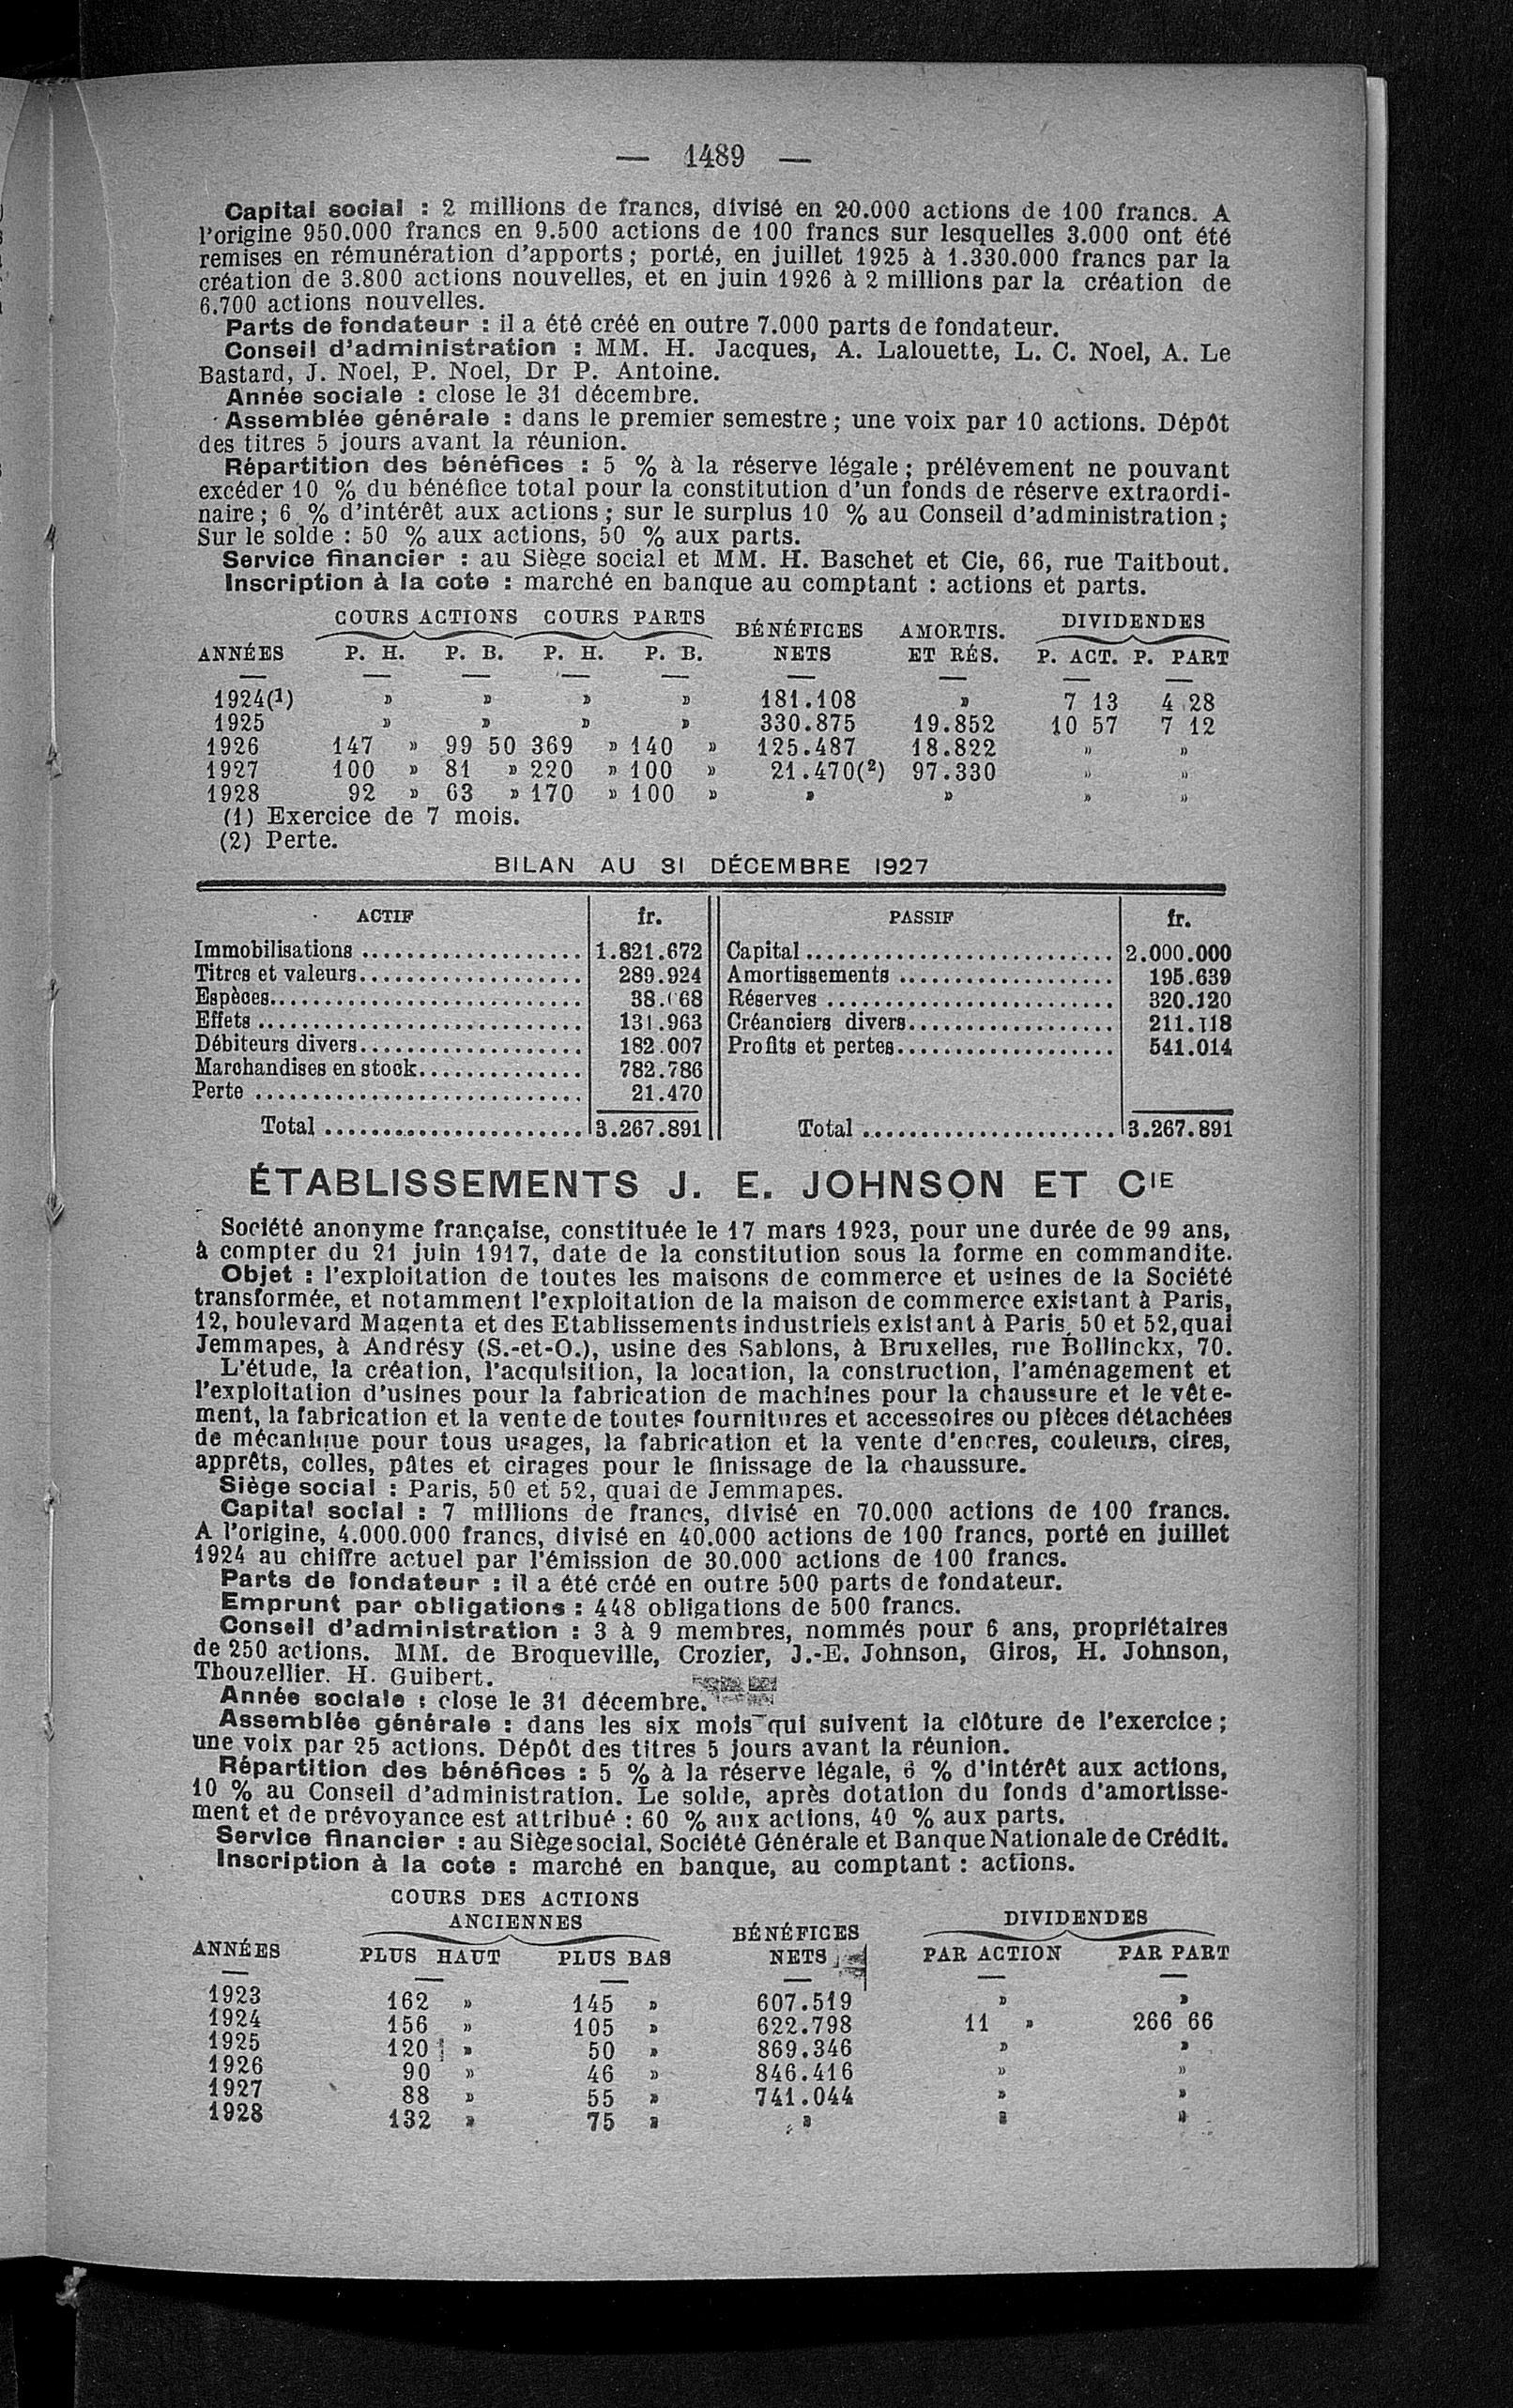 — 1489 —
Capital social : 2 millions de francs, divisé en 20.000 actions de 100 francs. A
l'origine 950.000 francs en 9.500 actions de 100 francs sur lesquelles 3.000 ont été
remises en rémunération d'apports; porté, en juillet 1925 à 1.330.000 francs par la
création de 3.800 actions nouvelles, et en juin 1926 à 2 millions par la création de
6.700 actions nouvelles.
Parts de fondateur : il a été créé en outre 7.000 parts de fondateur.
Conseil d'administration : MM. H. Jacques, A. Lalouette, L. C. Noel, A. Le
Bastard, J. Noel, P. Noel, Dr P. Antoine.
Année sociale : close le 31 décembre.
Assemblée générale : dans le premier semestre; une voix par 10 actions. Dépôt
des titres 5 jours avant la réunion.
Répartition des bénéfices : 5 % à la réserve légale; prélévement ne pouvant
excéder 10 % du bénéfice total pour la constitution d'un fonds de réserve extraordi-
naire; 6 % d'intérêt aux actions; sur le surplus 10 % au Conseil d'administration;
Sur le solde : 50 % aux actions, 50 % aux parts.
Service financier : au Siège social et MM. H. Baschet et Cie, 66, rue Taitbout.
Inscription à la cote : marché en banque au comptant : actions et parts.
COURS ACTIONS COURS PARTS BÉNÉFICES AMORTIS. DIVIDENDES
ANNÉES P. H. P. B. P. H. P. B. NETS ET RÉS. P. ACT. P. PART
1924(1) » » » » 181.108 » 7 13 4 28
1925 » » » » 330.875 19.852 10 57 7 12
1926 147 » 99 50 369 » 140 » 125.487 18.822 » »
1927 100 » 81 » 220 » 100 » 21.470(2) 97.330 » »
1928 92 » 63 » 170 » 100 » » » » »
(1) Exercice de 7 mois.
(2) Perte.
BILAN AU 31 DÉCEMBRE 1927
ACTIF fr. PASSIF fr.
Immobilisations .................... 1.821.672 Capital .......................... 2.000.000
Titres et valeurs.................... 289.924 Amortissements ................... 195.639
Espèces............................ 38.068 Réserves ......................... 320.120
Effets ............................. 131.963 Créanciers divers.................. 211.118
Débiteurs divers.................... 182.007 Profits et pertes................... 541.014
Marchandises en stock............... 782.786
Perte ............................. 21.470
Total ....................... 3.267.891 Total ...................... 3.267.891
ÉTABLISSEMENTS J. E. JOHNSON ET CIE
Société anonyme française, constituée le 17 mars 1923, pour une durée de 99 ans,
à compter du 21 juin 1917, date de la constitution sous la forme en commandite.
Objet : l'exploitation de toutes les maisons de commerce et usines de la Société
transformée, et notamment l'exploitation de la maison de commerce existant à Paris,
12, boulevard Magenta et des Etablissements industriels existant à Paris, 50 et 52, quai
Jemmapes, à Andrésy (S.-et-O.), usine des Sablons, à Bruxelles, rue Bollinckx, 70.
L'étude, la création, l'acquisition, la location, la construction, l'aménagement et
l'exploitation d'usines pour la fabrication de machines pour la chaussure et le vête-
ment, la fabrication et la vente de toutes fournitures et accessoires ou pièces détachées
de mécanique pour tous usages, la fabrication et la vente d'encres, couleurs, cires,
apprêts, colles, pâtes et cirages pour le finissage de la chaussure.
Siège social : Paris, 50 et 52, quai de Jemmapes.
Capital social : 7 millions de francs, divisé en 70.000 actions de 100 francs.
A l'origine, 4.000.000 francs, divisé en 40.000 actions de 100 francs, porté en juillet
1924 au chiffre actuel par l'émission de 30.000 actions de 100 francs.
Parts de fondateur : il a été créé en outre 500 parts de fondateur.
Emprunt par obligations : 448 obligations de 500 francs.
Conseil d'administration : 3 à 9 membres, nommés pour 6 ans, propriétaires
de 250 actions. MM. de Broqueville, Crozier, J.-E. Johnson, Giros, H. Johnson,
Thouzellier. H. Guibert.
Année sociale : close le 31 décembre.
Assemblée générale : dans les six mois qui suivent la clôture de l'exercice;
une voix par 25 actions. Dépôt des titres 5 jours avant la réunion.
Répartition des bénéfices : 5 % à la réserve légale, 6 % d'intérêt aux actions,
10 % au Conseil d'administration. Le solde, après dotation du fonds d'amortisse-
ment et de prévoyance est attribué : 60 % aux actions, 40 % aux parts.
Service financier : au Siège social, Société Générale et Banque Nationale de Crédit.
Inscription à la cote : marché en banque, au comptant : actions.
COURS DES ACTIONS
ANCIENNES BÉNÉFICES DIVIDENDES
ANNÉES PLUS HAUT PLUS BAS NETS PAR ACTION PAR PART
1923 162 » 145 » 607.519 » »
1924 156 » 105 » 622.798 11 » 266 66
1925 120 » 50 » 869.346 » »
1926 90 » 46 » 846.416 » »
1927 88 » 55 » 741.044 » »
1928 132 » 75 » » » »